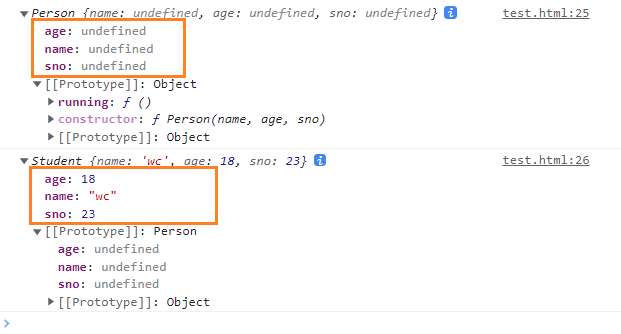 Person {name: undefined, age: undefined, sno: undefined} i test.html:25
age: undefined
name: undefined
sno: undefined
[[Prototype]]: Object
running: ƒ ()
constructor: ƒ Person(name, age, sno)
[[Prototype]]: Object
Student {name: 'wc', age: 18, sno: 23} i test.html:26
age: 18
name: "wc"
sno: 23
[[Prototype]]: Person
age: undefined
name: undefined
sno: undefined
[[Prototype]]: Object